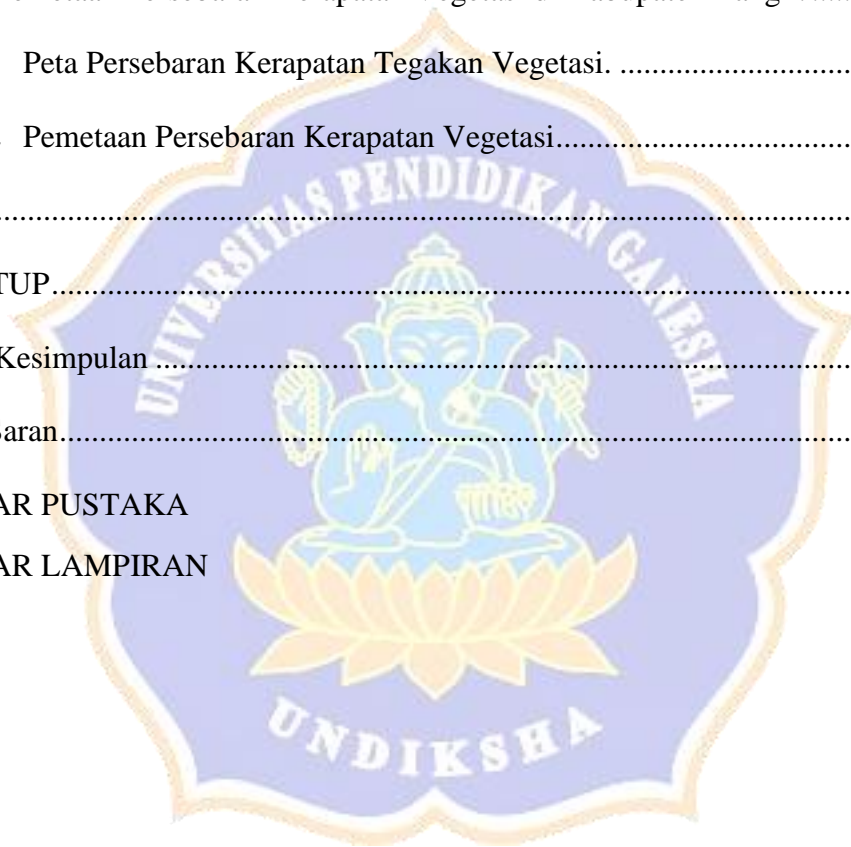 Peta Persebaran Kerapatan Tegakan Vegetasi. ................................
Pemetaan Persebaran Kerapatan Vegetasi........................................
....................................................................................................
TUP....................................................................................................
Kesimpulan ........................................................................................
Saran..................................................................................................
AR PUSTAKA
AR LAMPIRAN
UNIVERSITAS PENDIDIKAN GANESHA
UNDIKSHA